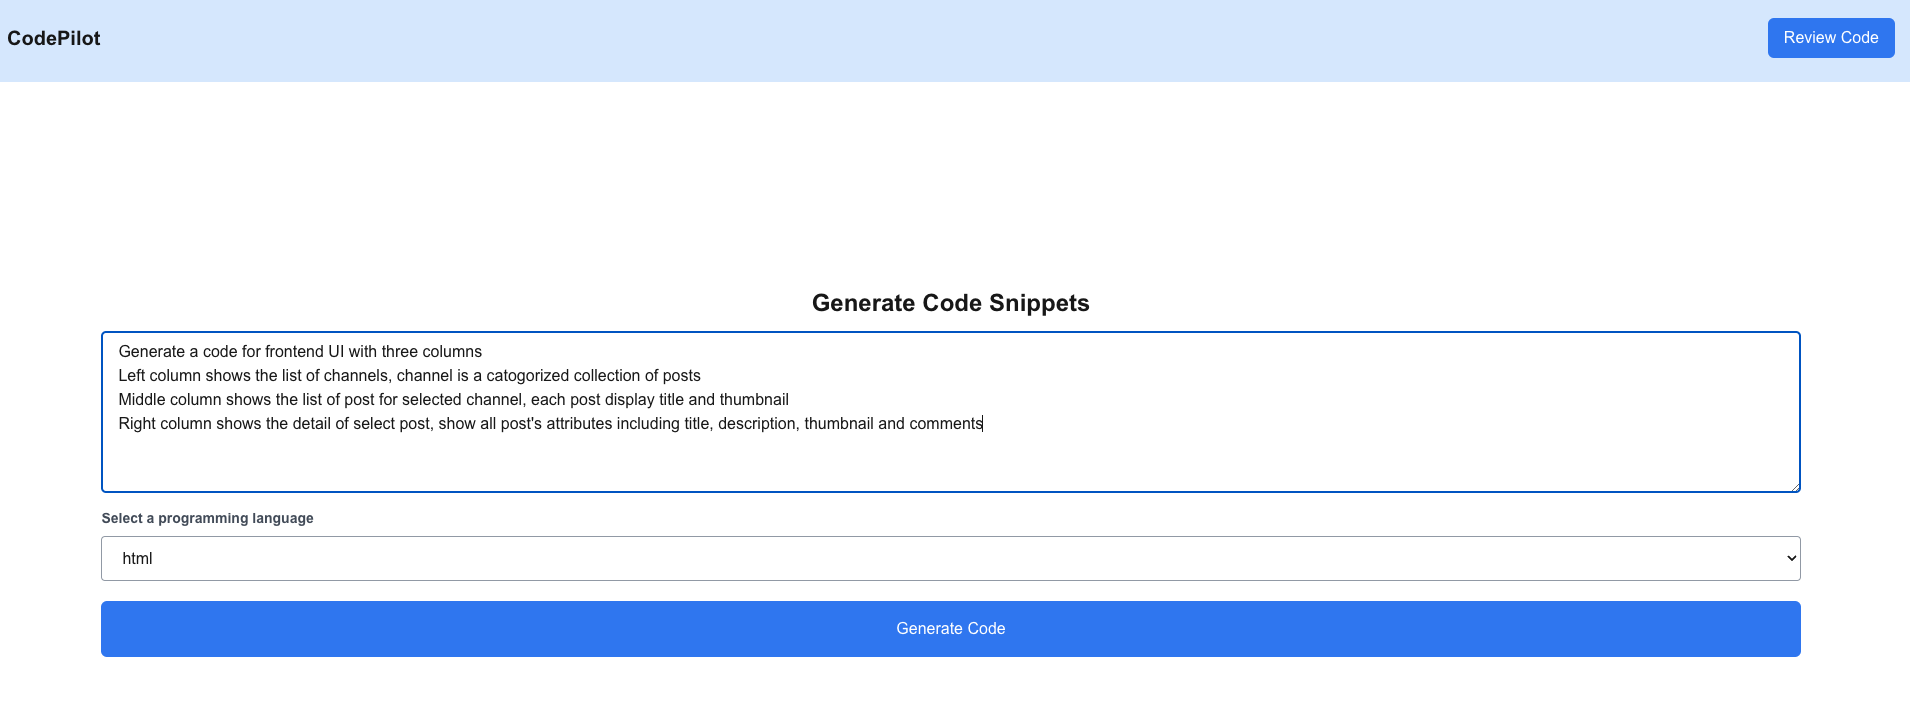 CodePilot
Review Code
Generate Code Snippets
Generate a code for frontend UI with three columns
Left column shows the list of channels, channel is a catogorized collection of posts
Middle column shows the list of post for selected channel, each post display title and thumbnail
Right column shows the detail of select post, show all post's attributes including title, description, thumbnail and comments
Select a programming language
html
Generate Code